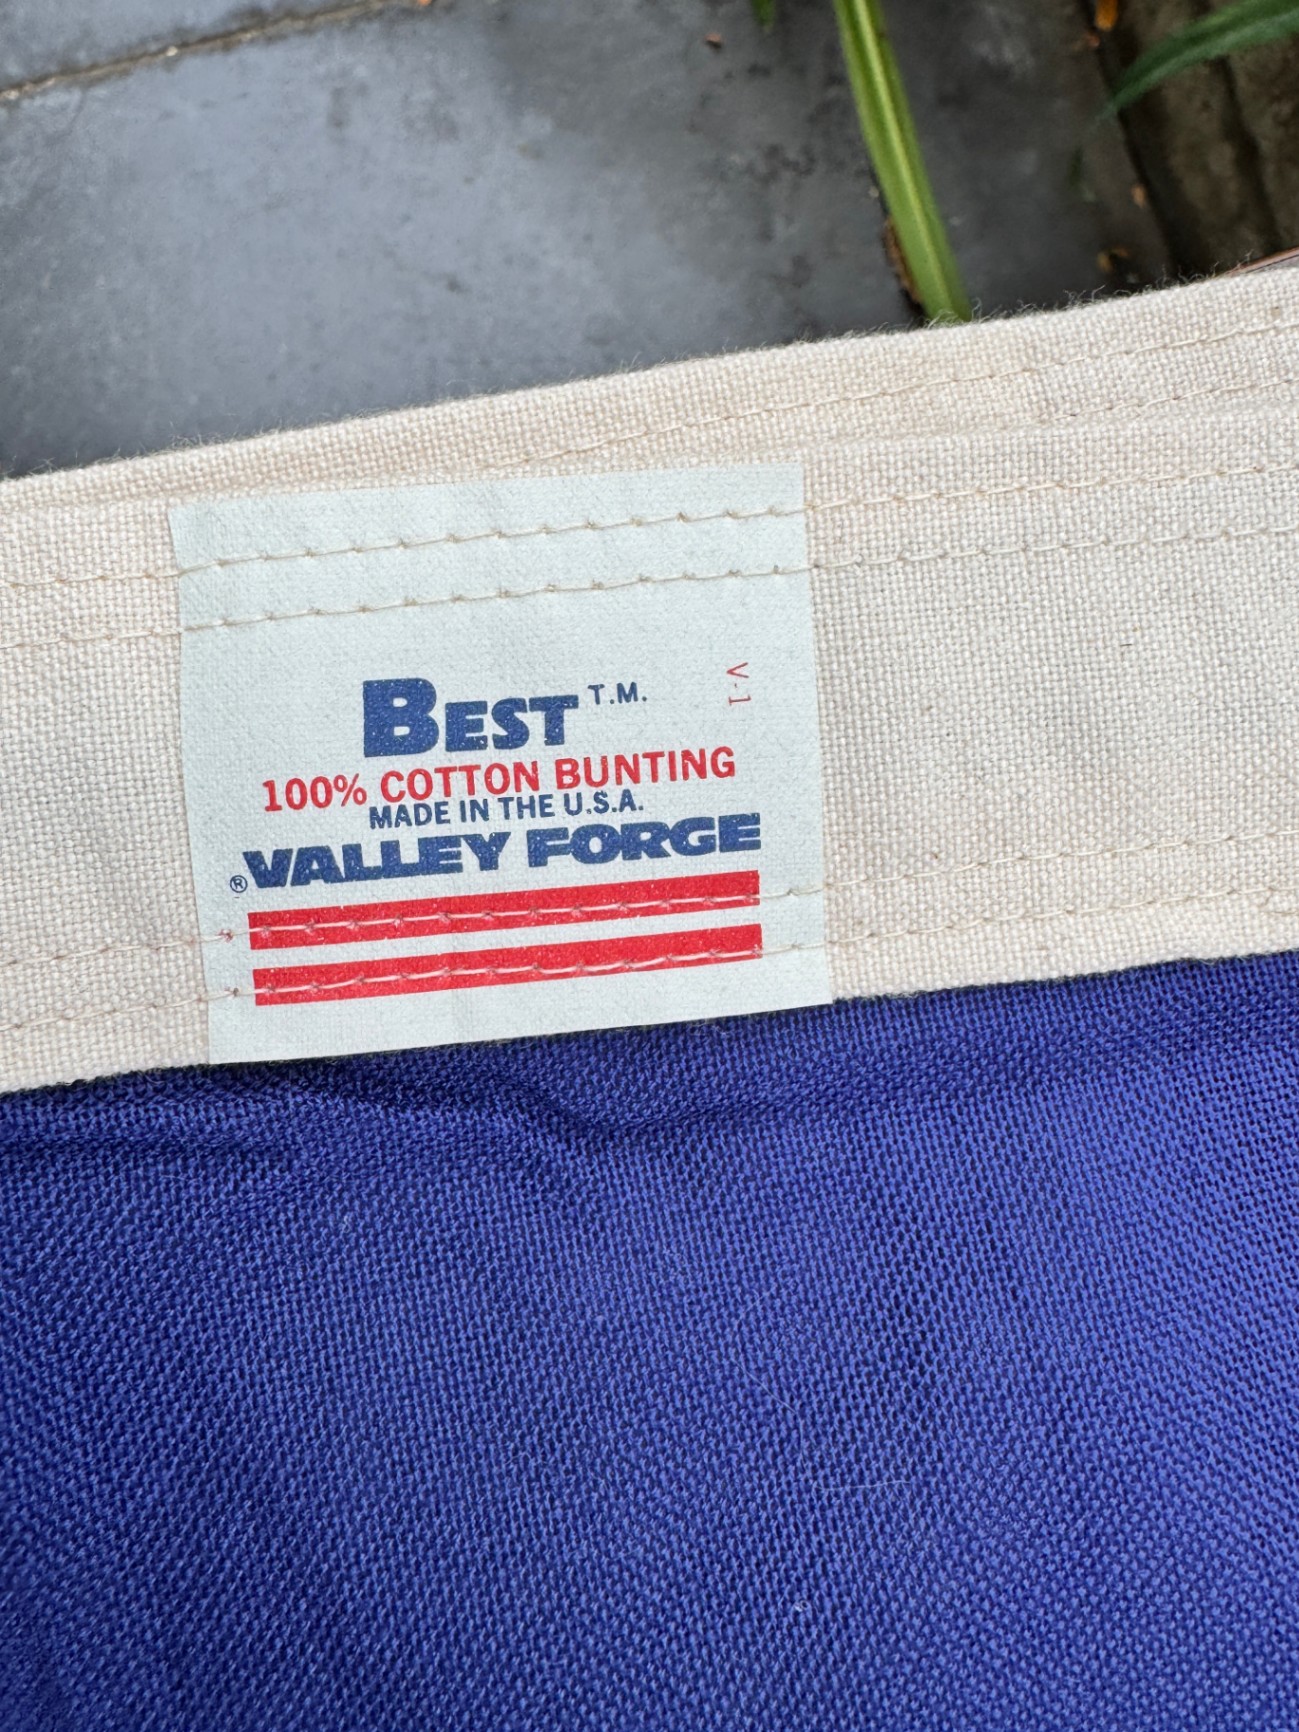 BEST T.M.
V-1
100% COTTON BUNTING
MADE IN THE U.S.A.
® VALLEY FORGE